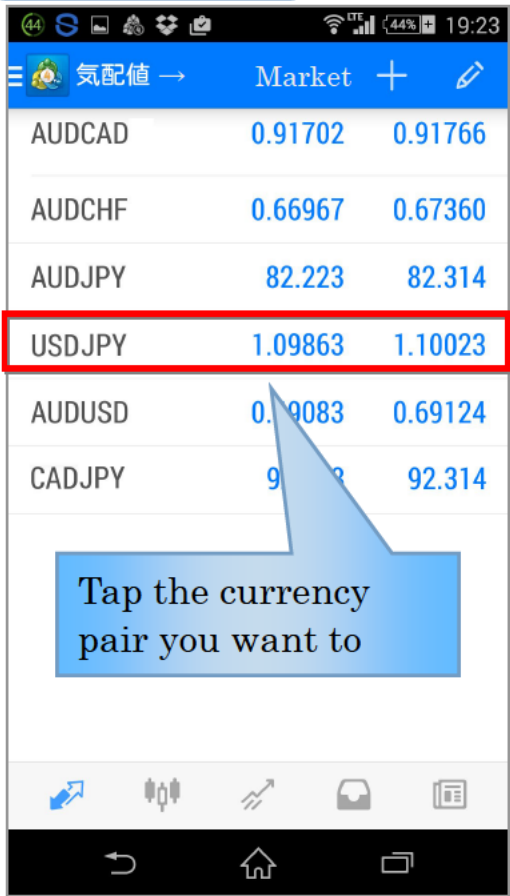 44 44% 19:23
気配値 → Market
AUDCAD 0.91702 0.91766
AUDCHF 0.66967 0.67360
AUDJPY 82.223 82.314
USDJPY 1.09863 1.10023
AUDUSD 0.69124
CADJPY 92.314
Tap the currency
pair you want to